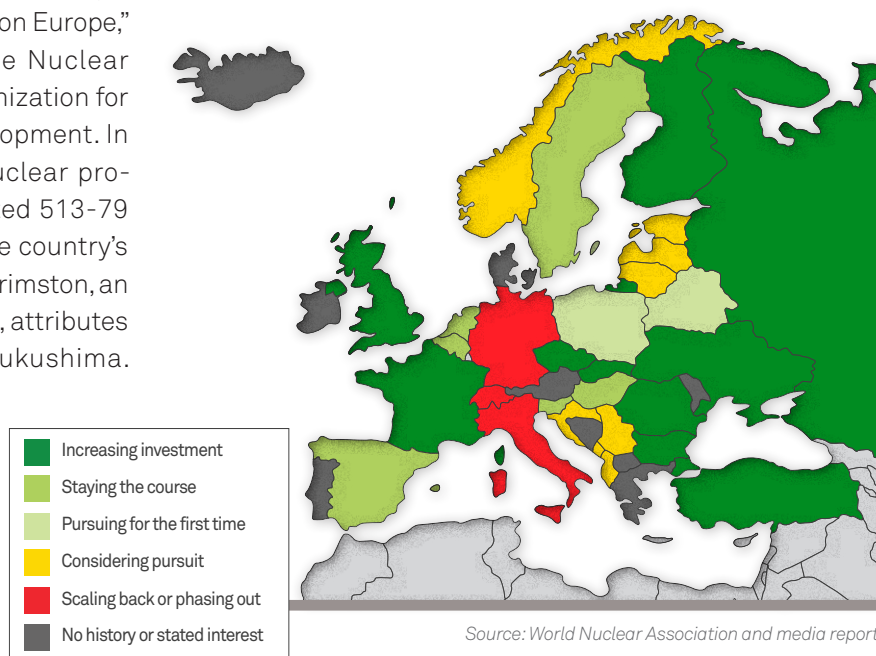 on Europe,”
e Nuclear
nization for
opment. In
uclear pro-
ed 513-79
e country’s
rimston, an
, attributes
ukushima.
Increasing investment
Staying the course
Pursuing for the first time
Considering pursuit
Scaling back or phasing out
No history or stated interest
Source: World Nuclear Association and media report